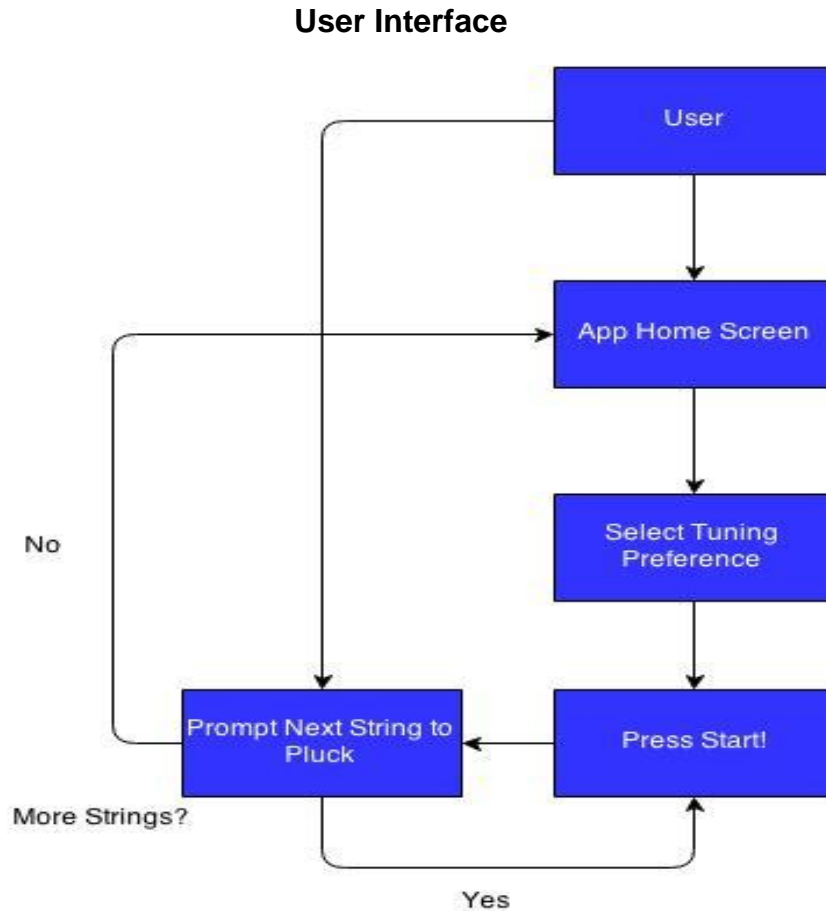 User Interface
User
App Home Screen
Select Tuning
Preference
No
Prompt Next String to
Pluck
Press Start!
More Strings?
Yes